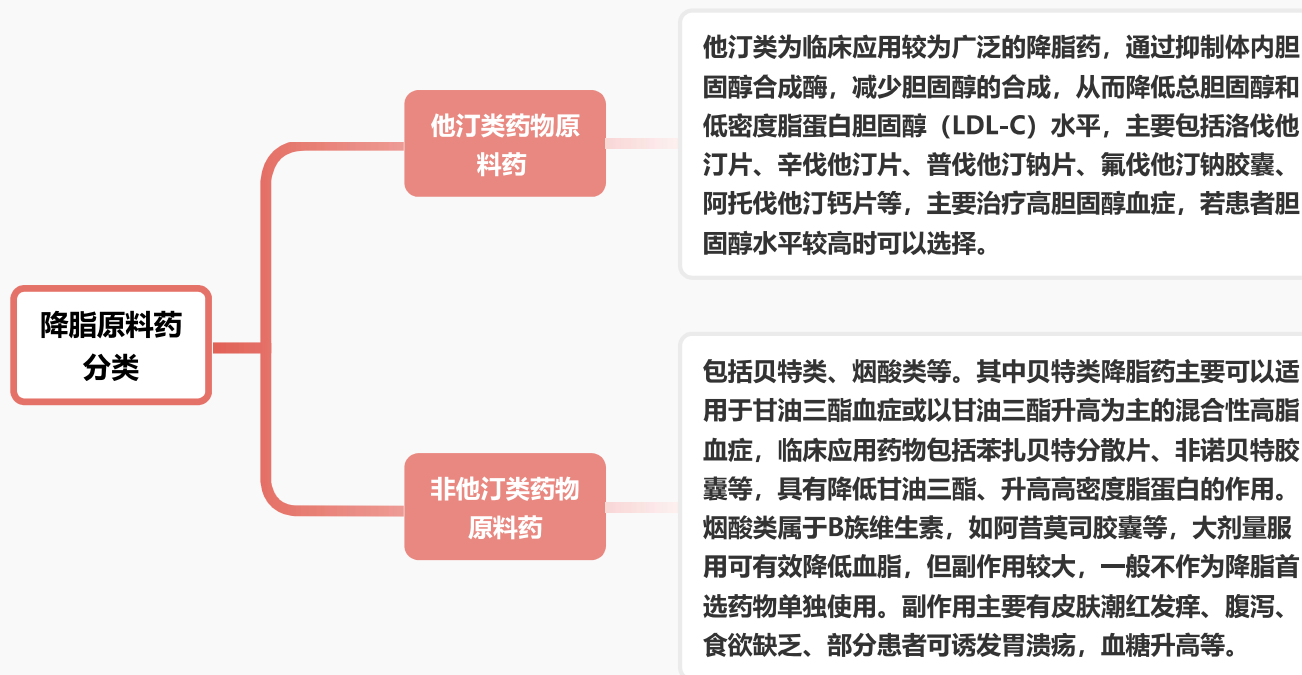 降脂原料药
分类
他汀类药物原
料药
他汀类为临床应用较为广泛的降脂药，通过抑制体内胆
固醇合成酶，减少胆固醇的合成，从而降低总胆固醇和
低密度脂蛋白胆固醇（LDL-C）水平，主要包括洛伐他
汀片、辛伐他汀片、普伐他汀钠片、氟伐他汀钠胶囊、
阿托伐他汀钙片等，主要治疗高胆固醇血症，若患者胆
固醇水平较高时可以选择。
非他汀类药物
原料药
包括贝特类、烟酸类等。其中贝特类降脂药主要可以适
用于甘油三酯血症或以甘油三酯升高为主的混合性高脂
血症，临床应用药物包括苯扎贝特分散片、非诺贝特胶
囊等，具有降低甘油三酯、升高高密度脂蛋白的作用。
烟酸类属于B族维生素，如阿昔莫司胶囊等，大剂量服
用可有效降低血脂，但副作用较大，一般不作为降脂首
选药物单独使用。副作用主要有皮肤潮红发痒、腹泻、
食欲缺乏、部分患者可诱发胃溃疡，血糖升高等。